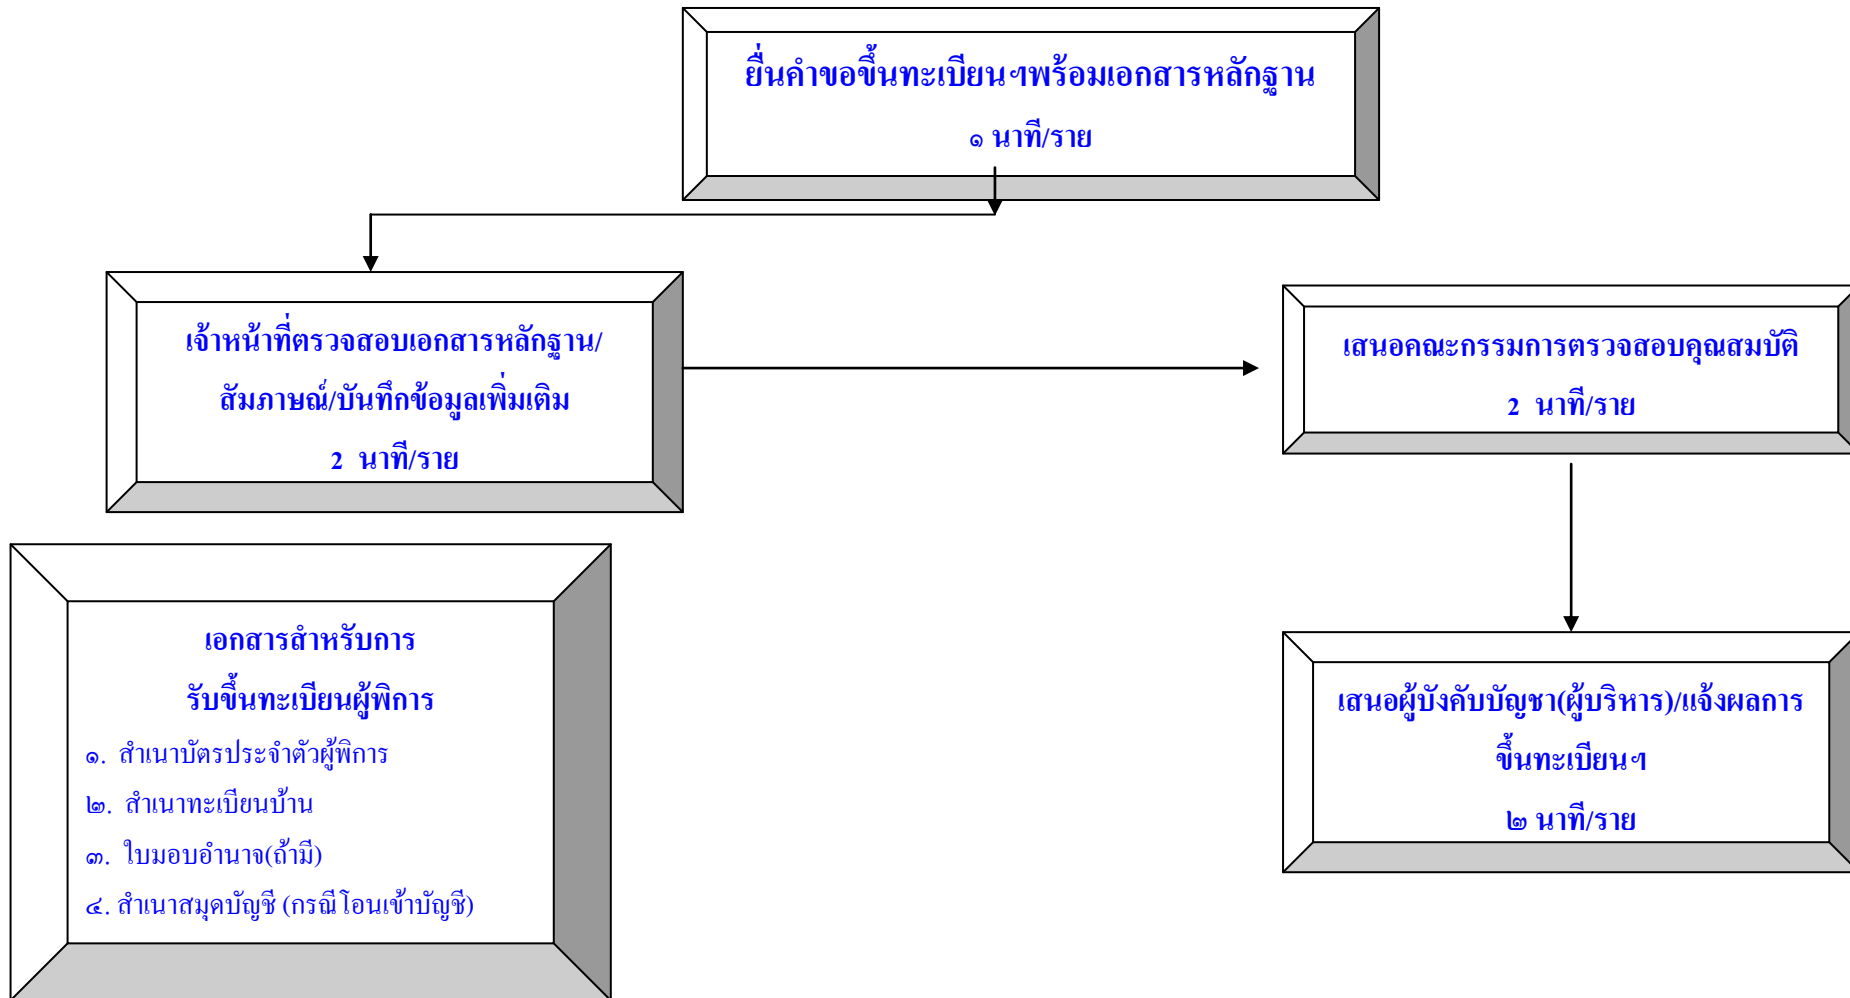 ยื่นคำขอขึ้นทะเบียนฯพร้อมเอกสารหลักฐาน
๑ นาที/ราย
เจ้าหน้าที่ตรวจสอบเอกสารหลักฐาน/
สัมภาษณ์/บันทึกข้อมูลเพิ่มเติม
2 นาที/ราย
เสนอคณะกรรมการตรวจสอบคุณสมบัติ
2 นาที/ราย
เอกสารสำหรับการ
รับขึ้นทะเบียนผู้พิการ
๑. สำเนาบัตรประจำตัวผู้พิการ
๒. สำเนาทะเบียนบ้าน
๓. ใบมอบอำนาจ(ถ้ามี)
๔. สำเนาสมุดบัญชี (กรณีโอนเข้าบัญชี)
เสนอผู้บังคับบัญชา(ผู้บริหาร)/แจ้งผลการ
ขึ้นทะเบียนฯ
๒ นาที/ราย